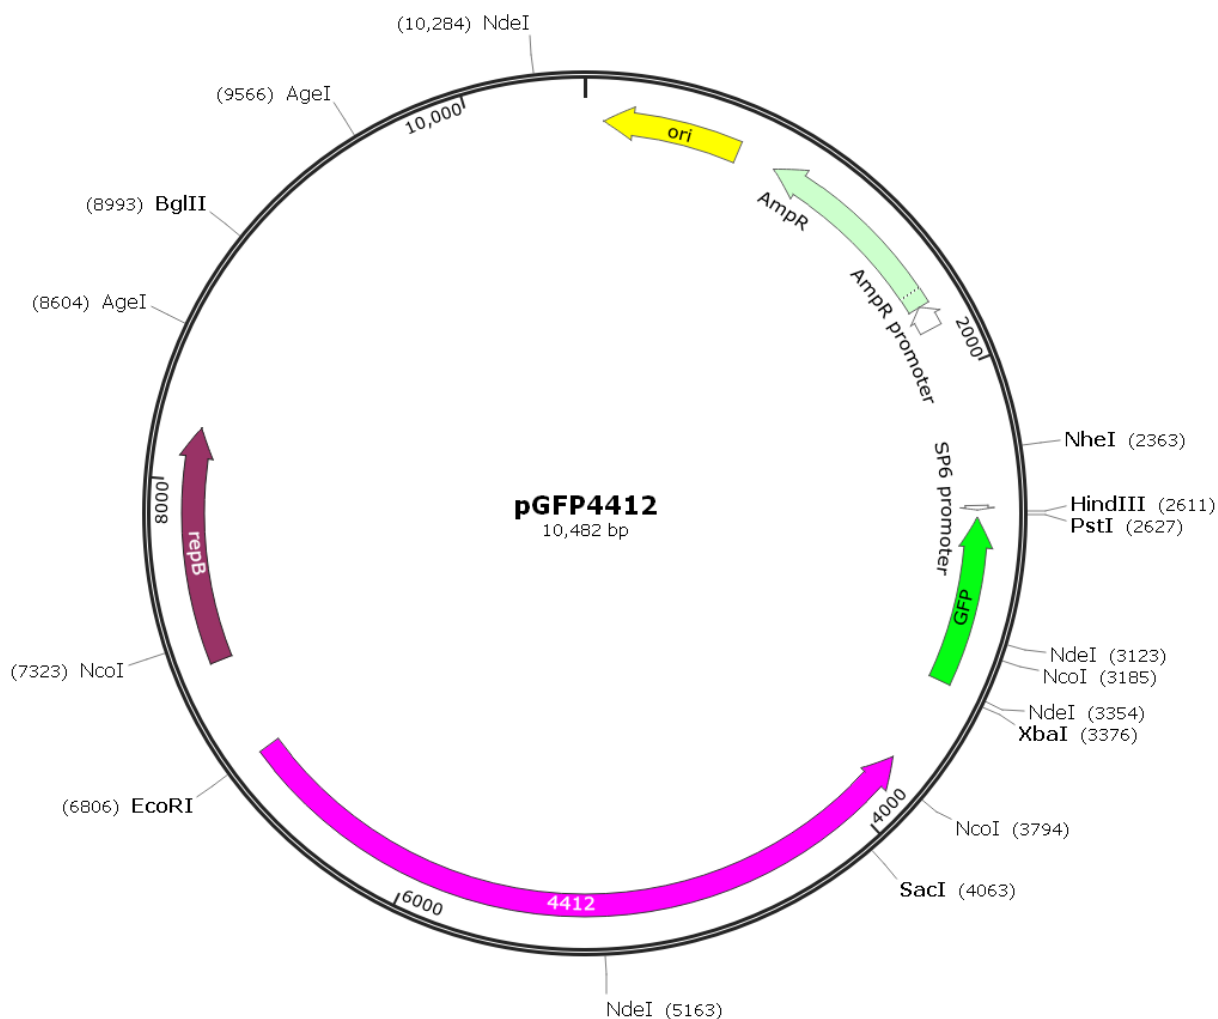 (10,284) NdeI
(9566) AgeI
10,000
ori
(8993) BglII
AmpR
(8604) AgeI
AmpR promoter
2000
NheI (2363)
SP6 promoter
8000
pGFP4412
10,482 bp
HindIII (2611)
PstI (2627)
repB
GFP
NdeI (3123)
(7323) NcoI
NcoI (3185)
NdeI (3354)
XbaI (3376)
(6806) EcoRI
4000
NcoI (3794)
SacI (4063)
6000
4412
NdeI (5163)